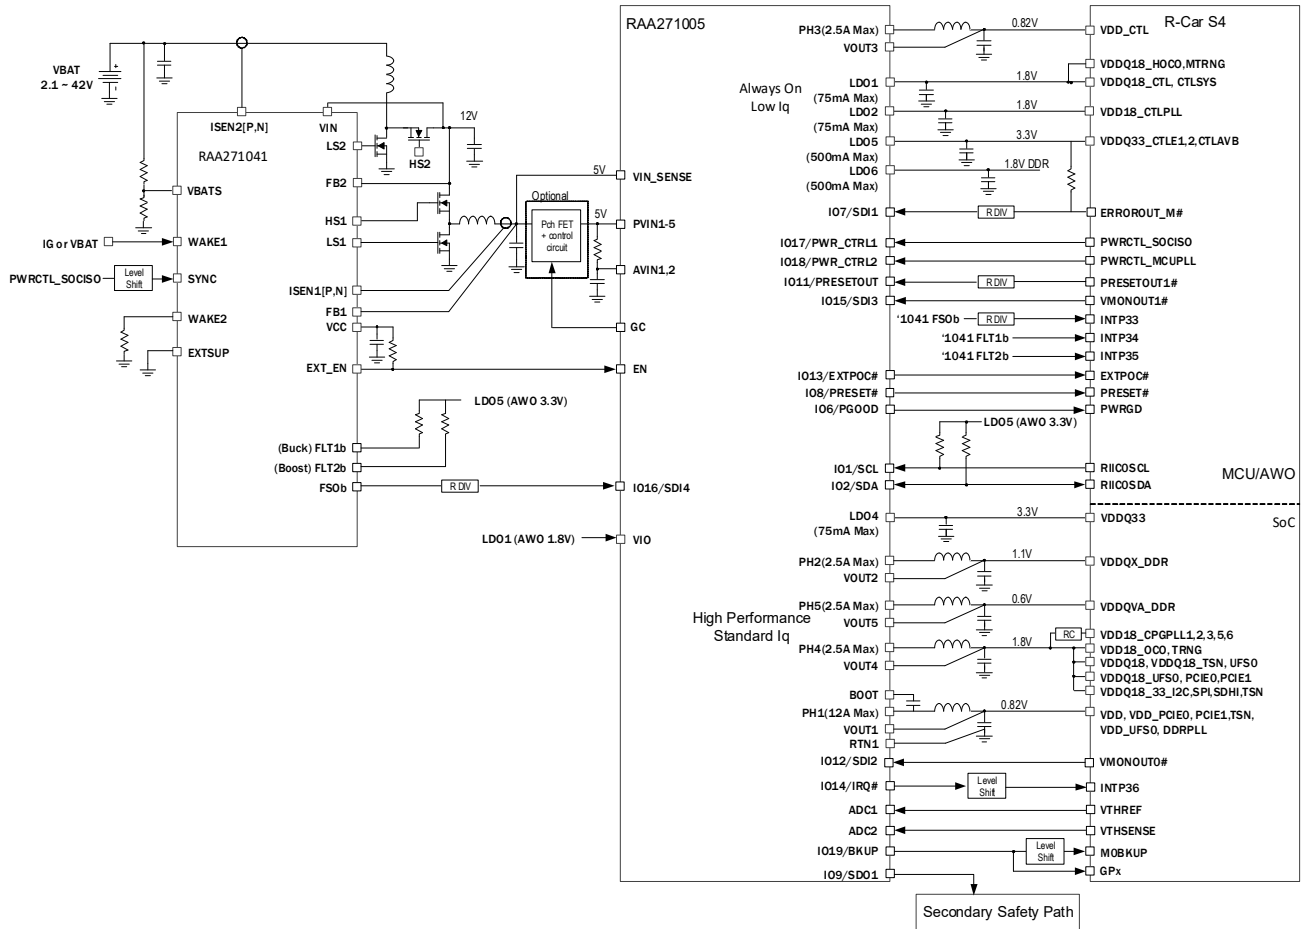 RAA271005
R-Car S4
VBAT
2.1 ~ 42V
+
-
ISEN2[P,N]
VIN
RAA271041
LS2
HS2
12V
FB2
VBATS
HS1
LS1
IG or VBAT
WAKE1
PWRCTL_SOCISO
Level
Shift
SYNC
ISEN1[P,N]
FB1
WAKE2
VCC
EXTSUP
EXT_EN
LDO5 (AWO 3.3V)
(Buck) FLT1b
(Boost) FLT2b
FSOb
R DIV
LDO1 (AWO 1.8V)
5V
Optional
Pch FET
+ control
circuit
5V
VIN_SENSE
PVIN1-5
AVIN1,2
GC
EN
IO16/SDI4
VIO
Always On
Low Iq
High Performance
Standard Iq
PH3(2.5A Max)
VOUT3
0.82V
VDD_CTL
VDDQ18_HOCO,MTRNG
LDO1
(75mA Max)
1.8V
VDDQ18_CTL, CTLSYS
LDO2
(75mA Max)
1.8V
VDD18_CTLPLL
LDO5
(500mA Max)
3.3V
VDDQ33_CTLE1,2,CTLAVB
LDO6
(500mA Max)
1.8V DDR
IO7/SDI1
R DIV
ERROROUT_M#
IO17/PWR_CTRL1
PWRCTL_SOCISO
IO18/PWR_CTRL2
PWRCTL_MCUPLL
IO11/PRESETOUT
R DIV
PRESETOUT1#
IO15/SDI3
VMONOUT1#
‘1041 FSOb
R DIV
INTP33
‘1041 FLT1b
INTP34
‘1041 FLT2b
INTP35
IO13/EXTPOC#
EXTPOC#
IO8/PRESET#
PRESET#
IO6/PGOOD
PWRGD
LDO5 (AWO 3.3V)
IO1/SCL
RIICOSCL
IO2/SDA
RIICOSDA
MCU/AWO
SoC
LDO4
(75mA Max)
3.3V
VDDQ33
PH2(2.5A Max)
VOUT2
1.1V
VDDQX_DDR
PH5(2.5A Max)
VOUT5
0.6V
VDDQVA_DDR
PH4(2.5A Max)
VOUT4
1.8V
RC
VDD18_CPGPLL1,2,3,5,6
VDD18_OCO, TRNG
VDDQ18, VDDQ18_TSN, UFS0
VDDQ18_UFS0, PCIE0,PCIE1
VDDQ18_33_I2C,SPI,SDHI,TSN
BOOT
PH1(12A Max)
VOUT1
RTN1
0.82V
VDD, VDD_PCIE0, PCIE1,TSN,
VDD_UFS0, DDRPLL
IO12/SDI2
VMONOUT0#
IO14/IRQ#
Level
Shift
INTP36
ADC1
VTHREF
ADC2
VTHSENSE
IO19/BKUP
Level
Shift
M0BKUP
GPx
IO9/SDO1
Secondary Safety Path